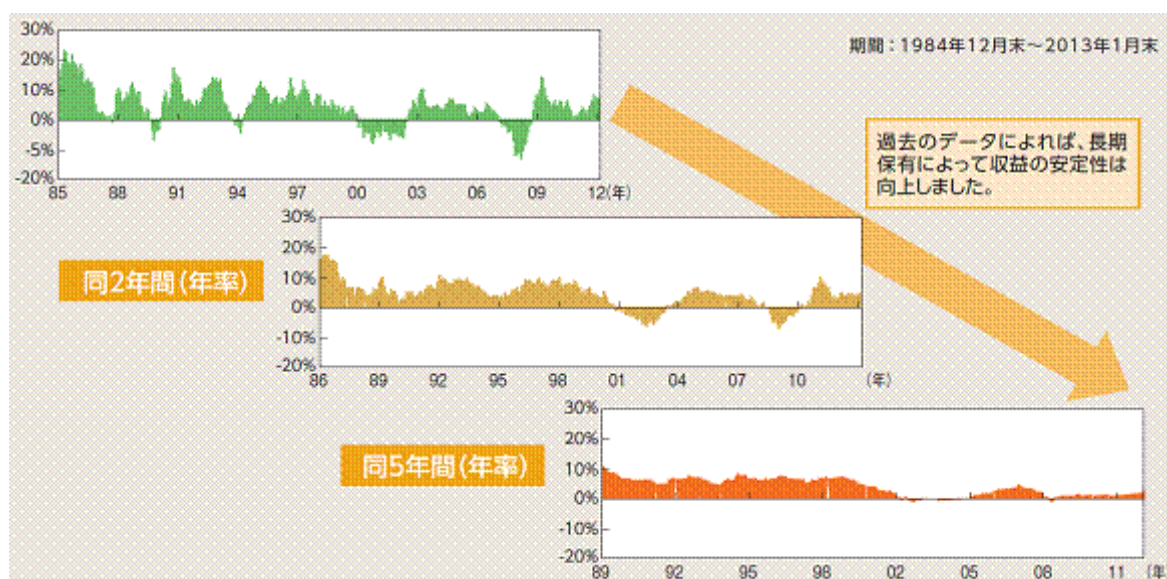 30%
20%
10%
0%
-5%
-20%
85 88 91 94 97 00 03 06 09 12(年)
期間：1984年12月末～2013年1月末
過去のデータによれば、長期
保有によって収益の安定性は
向上しました。
同2年間(年率)
30%
20%
10%
0%
-10%
-20%
86 89 92 95 98 01 04 07 10 (年)
同5年間(年率)
30%
20%
10%
0%
-10%
-20%
89 92 95 98 02 05 08 11 (年